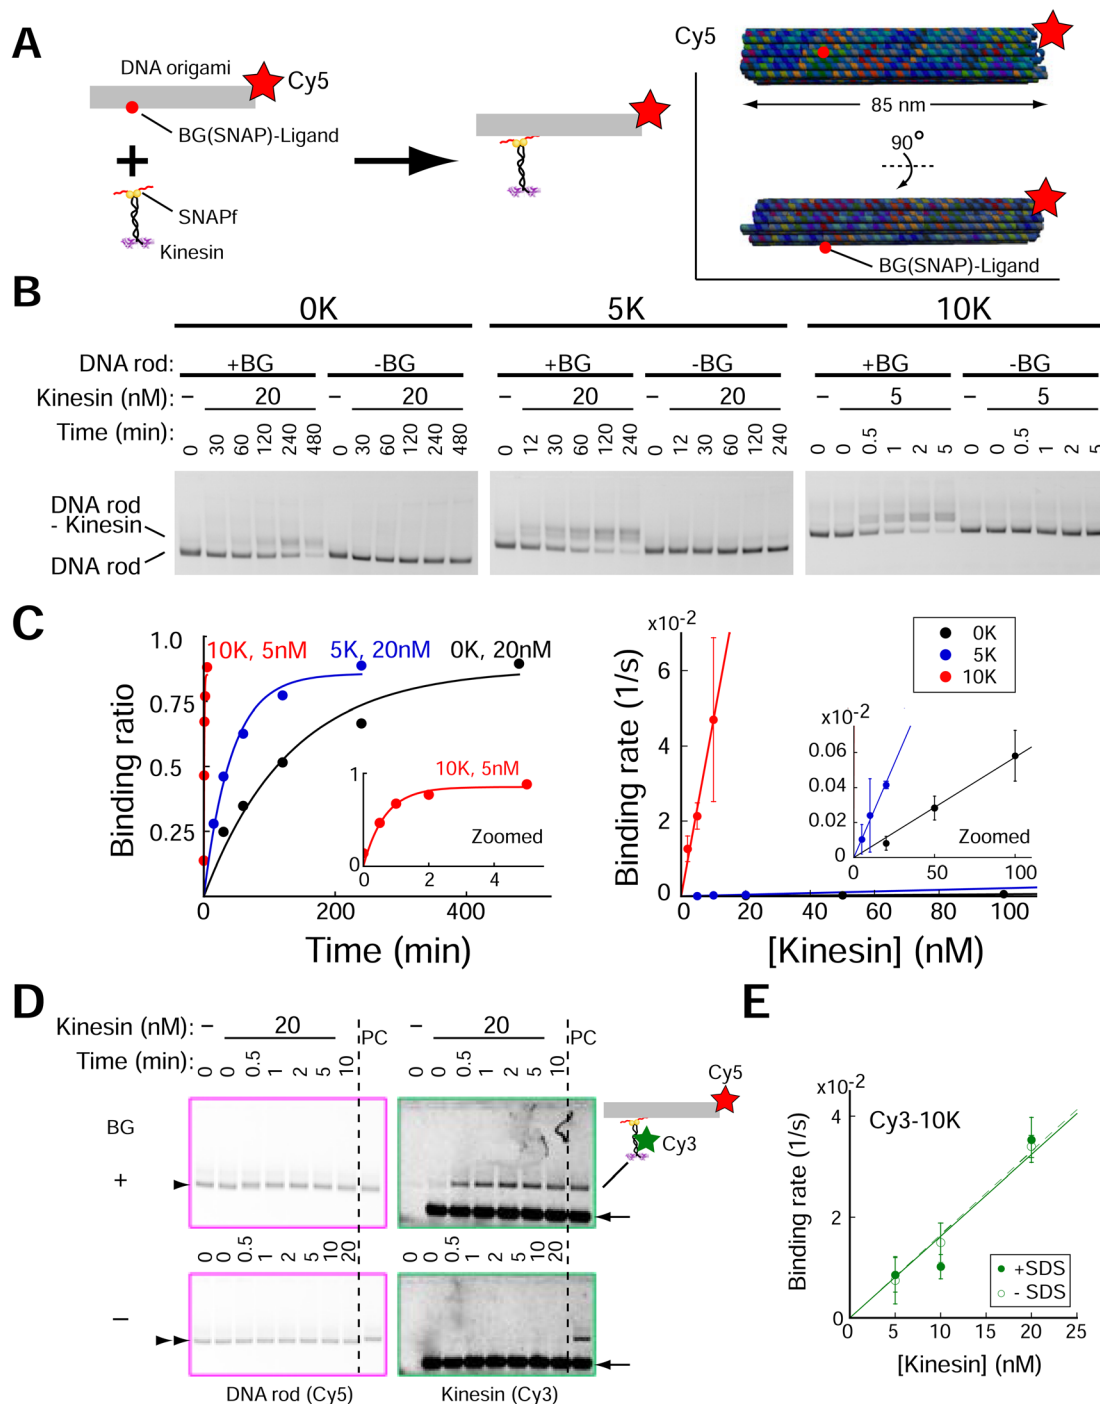 A
DNA origami
Cy5
BG(SNAP)-Ligand
+
SNAPf
Kinesin
Cy5
85 nm
90°
BG(SNAP)-Ligand
B
0K 5K 10K
DNA rod: +BG -BG +BG -BG +BG -BG
Kinesin (nM): – 20 – 20 – 20 – 20 – 5 – 5
Time (min): 0 30 60 120 240 480 0 30 60 120 240 480 0 12 30 60 120 240 0 12 30 60 120 240 0 0 0.5 1 2 5 0 0 0.5 1 2 5
DNA rod
- Kinesin
DNA rod
C
Binding ratio
1.0
0.75
0.5
0.25
0 200 400
Time (min)
10K, 5nM 5K, 20nM 0K, 20nM
1
10K, 5nM
Zoomed
0
0 2 4
Binding rate (1/s)
x10-2
6
4
2
0
0 20 40 60 80 100
[Kinesin] (nM)
0K
5K
10K
x10-2
0.06
0.04
0.02
0
Zoomed
0 50 100
D
Kinesin (nM): – 20 PC – 20 PC
Time (min): 0 0 0.5 1 2 5 10 0 0 0.5 1 2 5 10
BG
+
Cy5
Cy3
0 0 0.5 1 2 5 10 20 0 0 0.5 1 2 5 10 20
–
DNA rod (Cy5) Kinesin (Cy3)
E
x10-2
Cy3-10K
Binding rate (1/s)
4
2
0
+SDS
- SDS
0 5 10 15 20 25
[Kinesin] (nM)